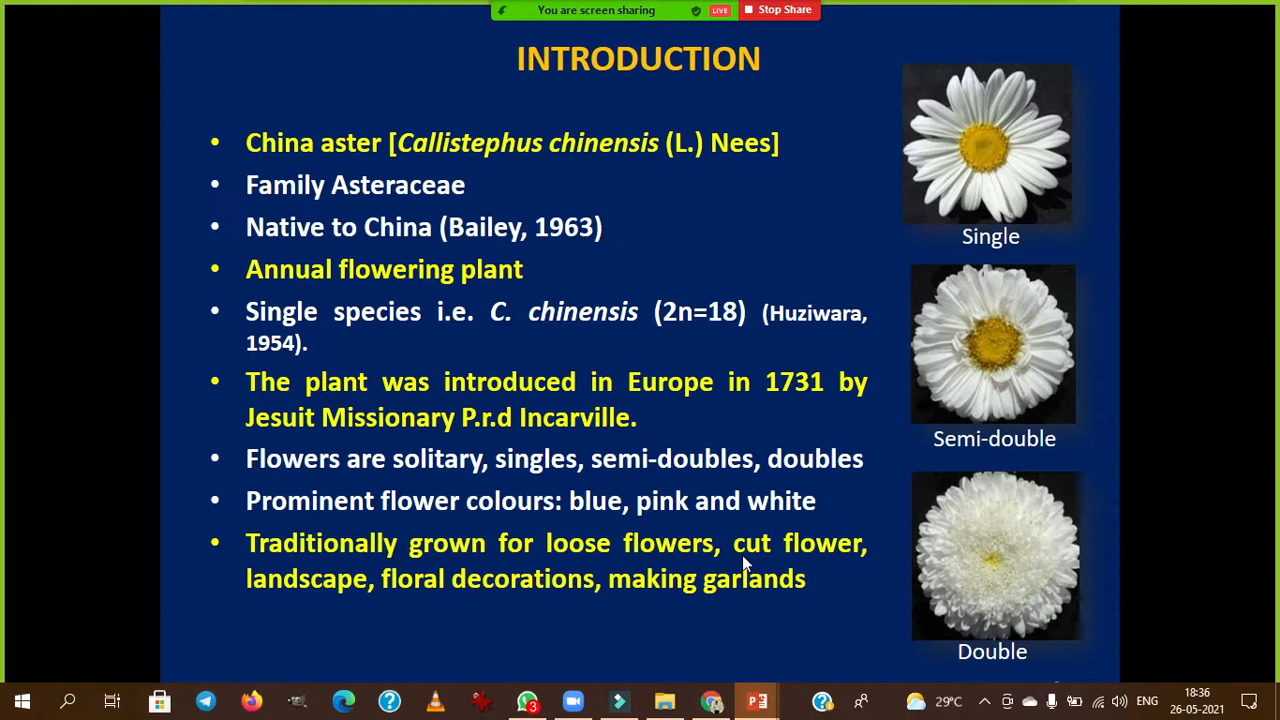 You are screen sharing
LIVE
Stop Share
INTRODUCTION
• China aster [Callistephus chinensis (L.) Nees]
• Family Asteraceae
• Native to China (Bailey, 1963)
• Annual flowering plant
• Single species i.e. C. chinensis (2n=18) (Huziwara,
1954).
• The plant was introduced in Europe in 1731 by
Jesuit Missionary P.r.d Incarville.
• Flowers are solitary, singles, semi-doubles, doubles
• Prominent flower colours: blue, pink and white
• Traditionally grown for loose flowers, cut flower,
landscape, floral decorations, making garlands
Single
Semi-double
Double
3
29°C
ENG
18:36
26-05-2021